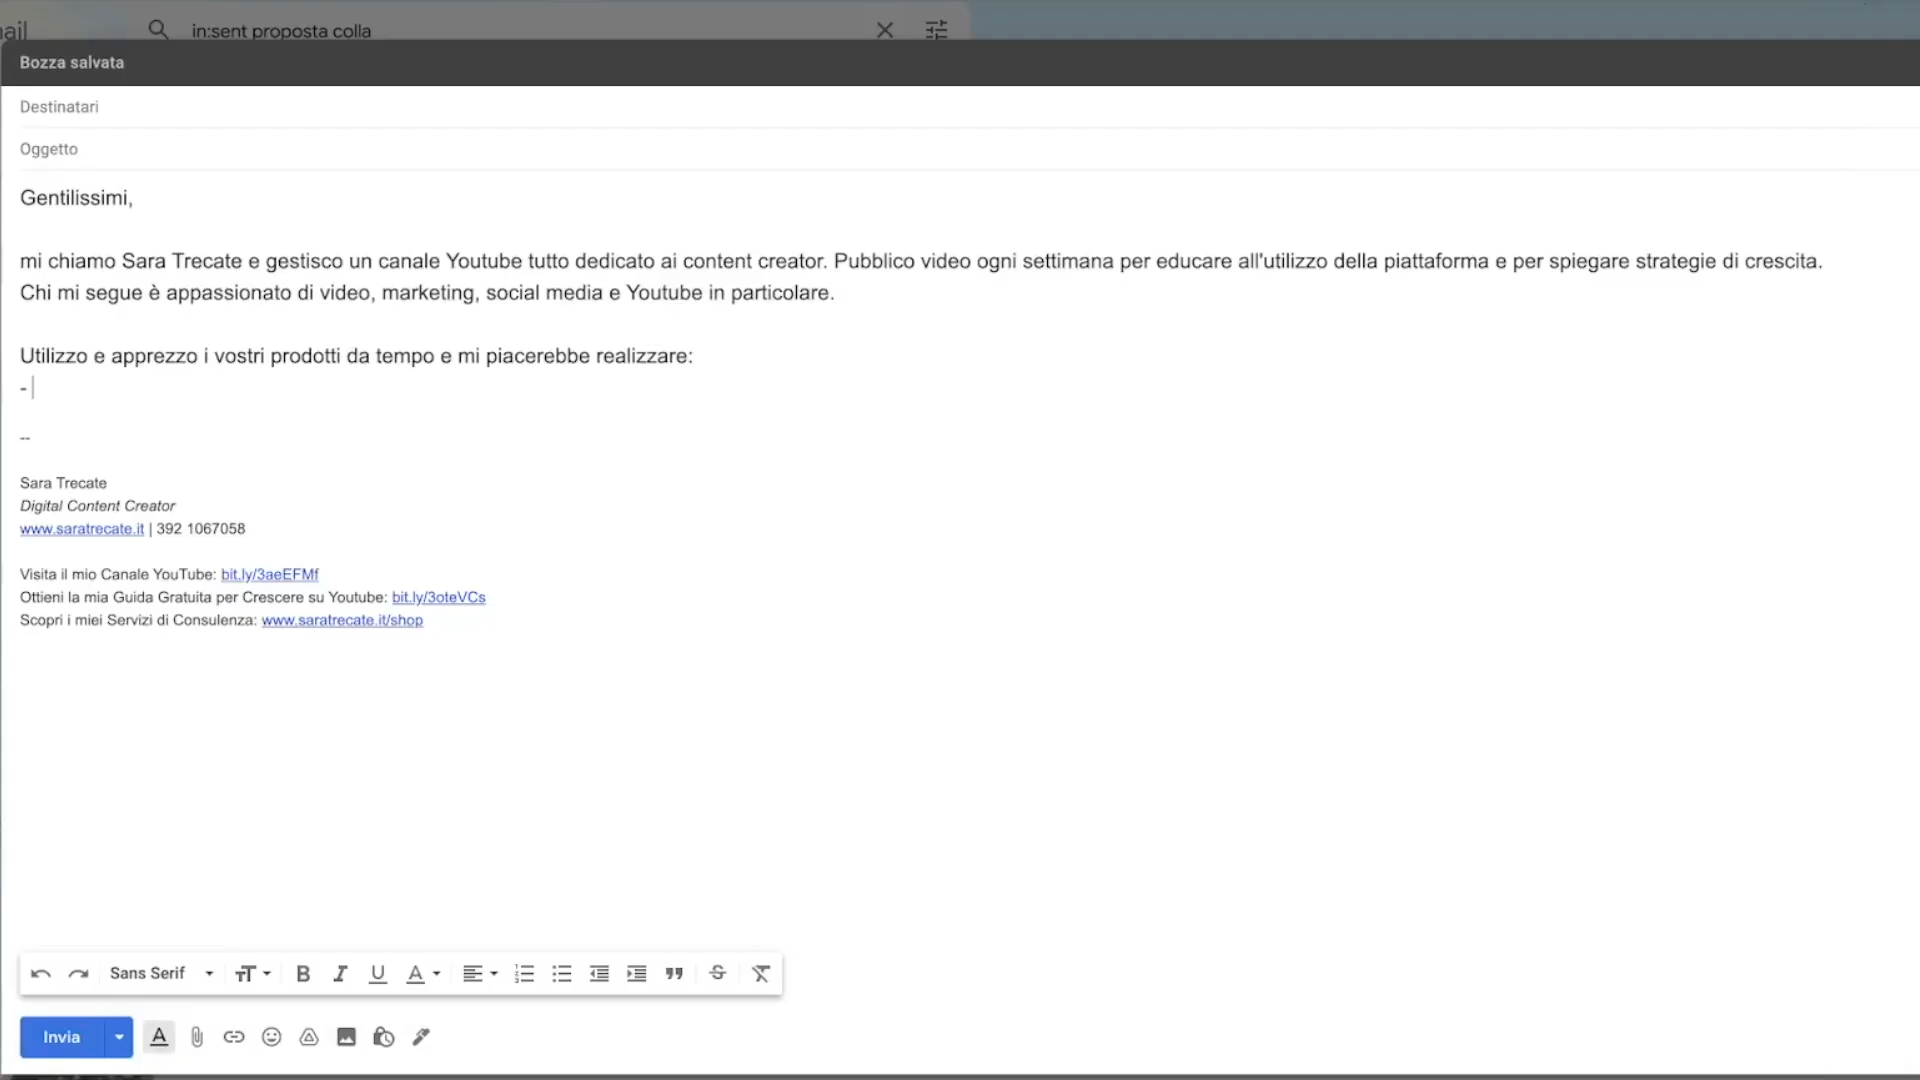 ail
in:sent proposta colla
Bozza salvata
Destinatari
Oggetto
Gentilissimi,
mi chiamo Sara Trecate e gestisco un canale Youtube tutto dedicato ai content creator. Pubblico video ogni settimana per educare all'utilizzo della piattaforma e per spiegare strategie di crescita.
Chi mi segue è appassionato di video, marketing, social media e Youtube in particolare.
Utilizzo e apprezzo i vostri prodotti da tempo e mi piacerebbe realizzare:
-
--
Sara Trecate
Digital Content Creator
www.saratrecate.it | 392 1067058
Visita il mio Canale YouTube: bit.ly/3aeEFMf
Ottieni la mia Guida Gratuita per Crescere su Youtube: bit.ly/3oteVCs
Scopri i miei Servizi di Consulenza: www.saratrecate.it/shop
Sans Serif
Invia